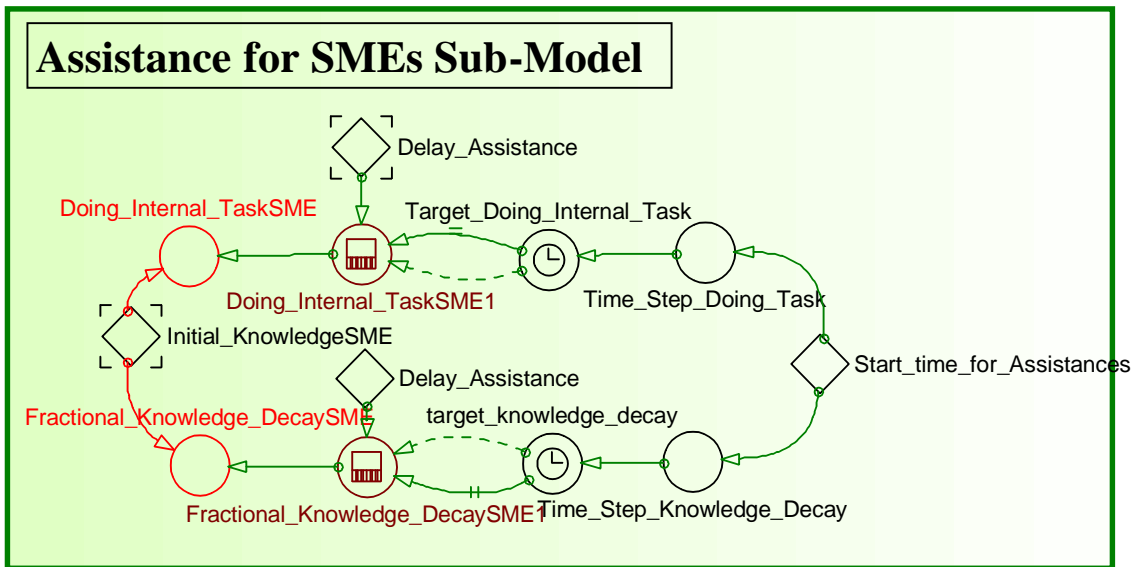 Assistance for SMEs Sub-Model
Delay_Assistance
Doing_Internal_TaskSME
Target_Doing_Internal_Task
Doing_Internal_TaskSME1
Time_Step_Doing_Task
Initial_KnowledgeSME
Start_time_for_Assistances
Delay_Assistance
Fractional_Knowledge_DecaySME
target_knowledge_decay
Fractional_Knowledge_DecaySME1
Time_Step_Knowledge_Decay